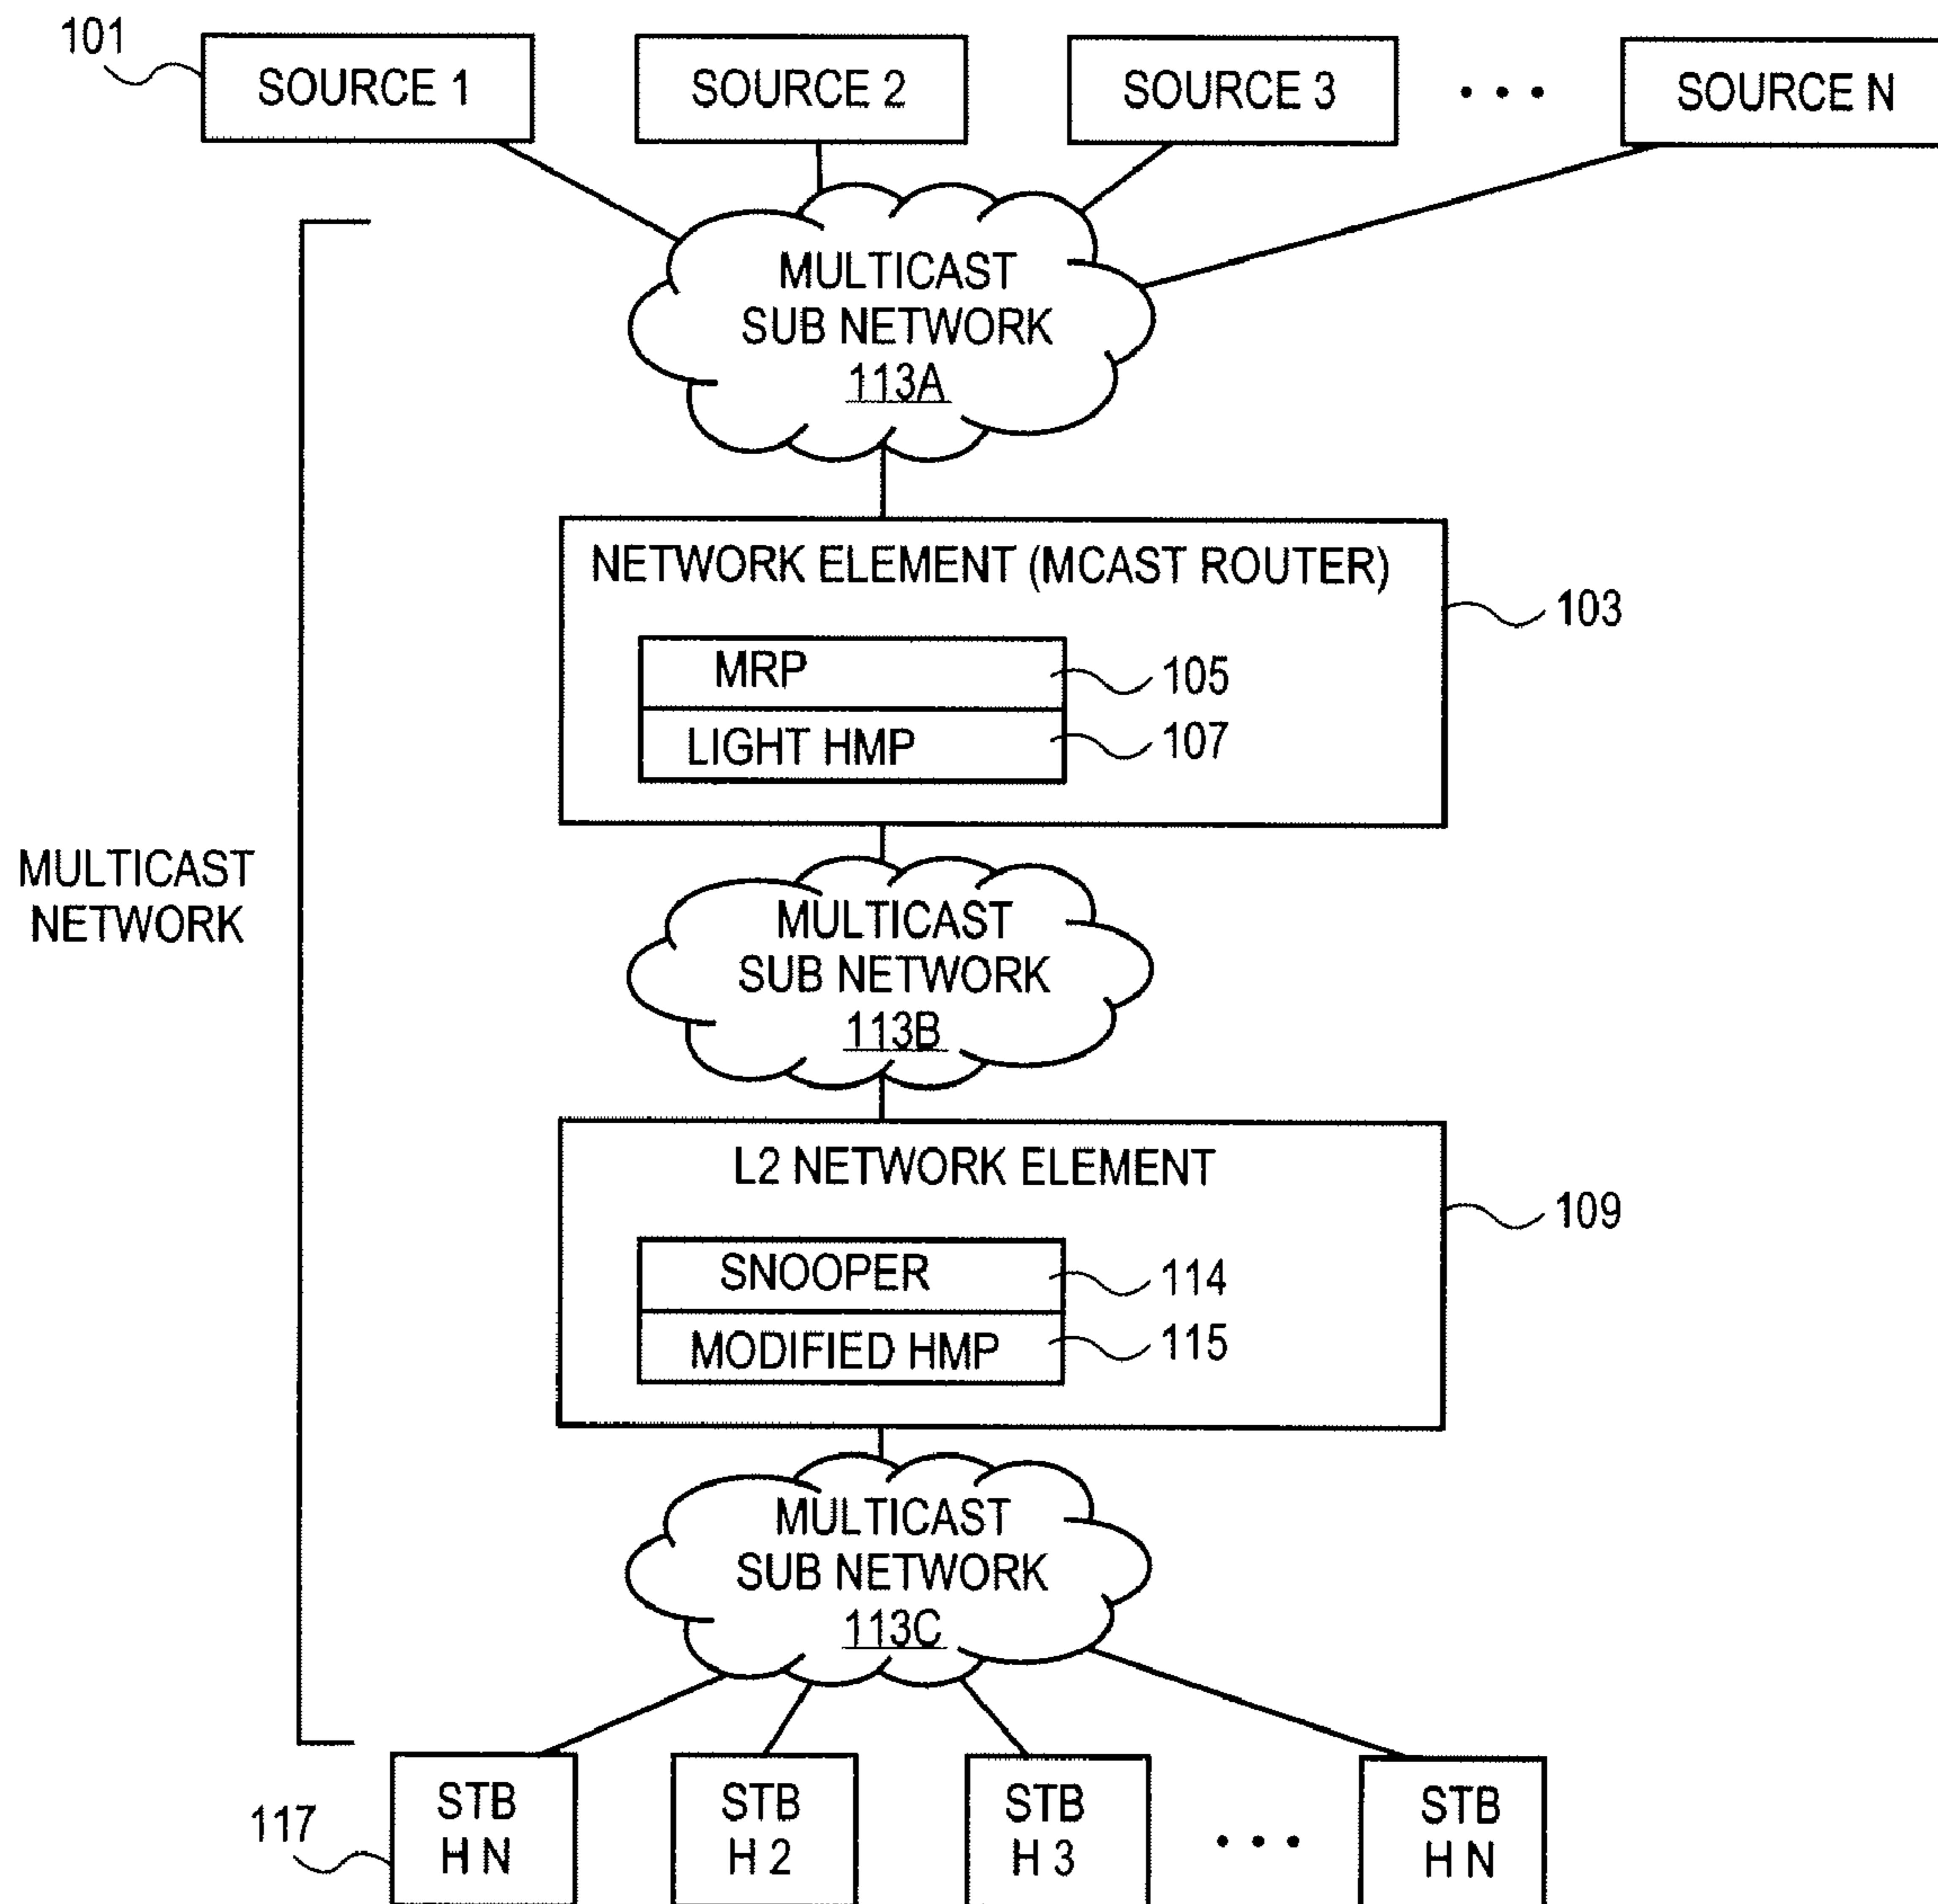 101
SOURCE 1
SOURCE 2
SOURCE 3
• • •
SOURCE N
MULTICAST
SUB NETWORK
113A
NETWORK ELEMENT (MCAST ROUTER)
103
MRP
105
LIGHT HMP
107
MULTICAST
NETWORK
MULTICAST
SUB NETWORK
113B
L2 NETWORK ELEMENT
109
SNOOPER
114
MODIFIED HMP
115
MULTICAST
SUB NETWORK
113C
117
STB
H N
STB
H 2
STB
H 3
• • •
STB
H N